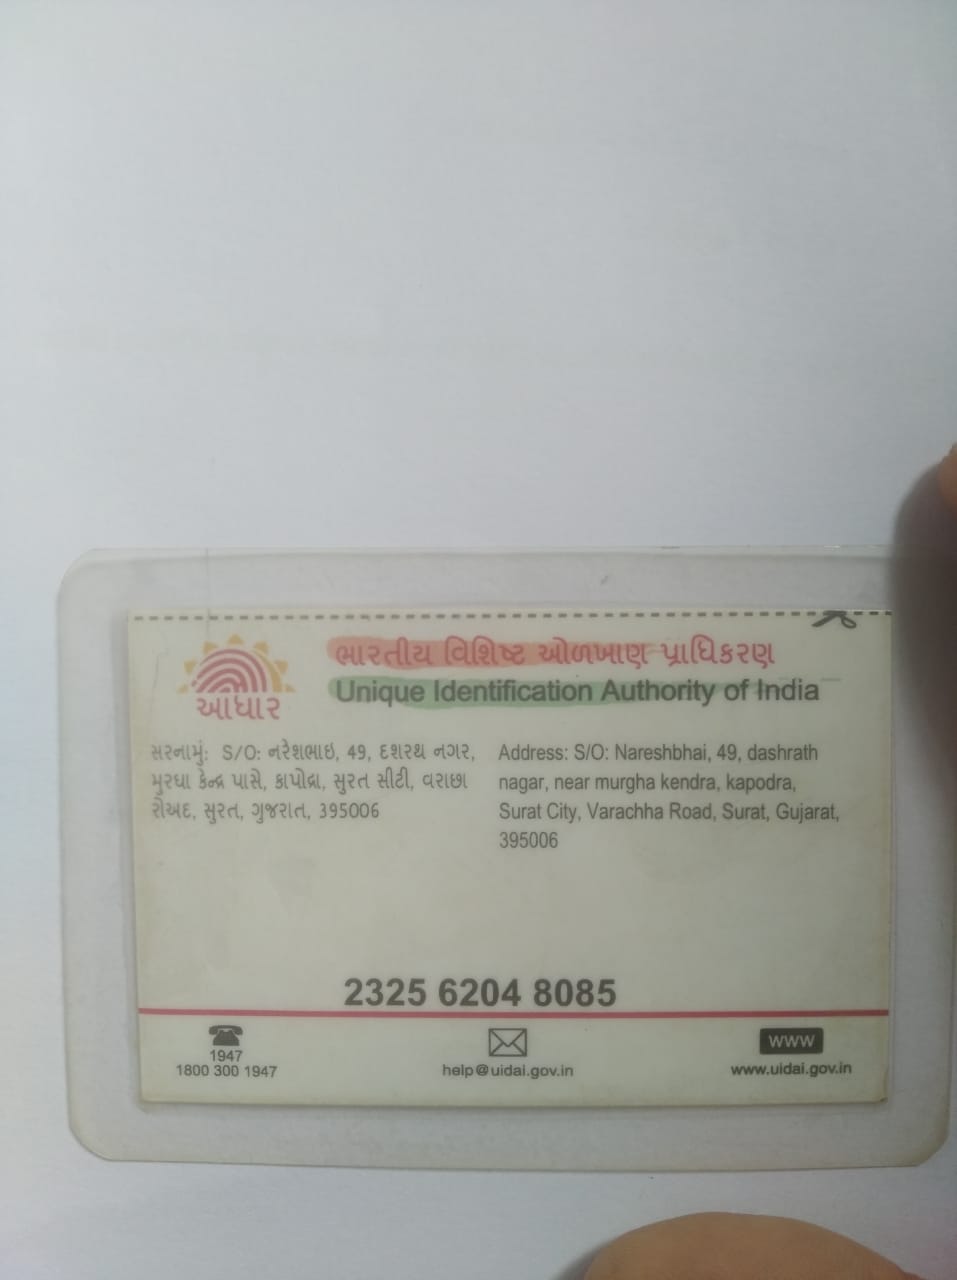 ભારતીય વિશિષ્ટ ઓળખાણ પ્રાધિકરણ
Unique Identification Authority of India
આધાર
સરનામું: S/O: નરેશભાઇ, 49, દશરથ નગર,
મુરઘા કેન્દ્ર પાસે, કાપોદ્રા, સુરત સીટી, વરાછા
રોઅદ, સુરત, ગુજરાત, 395006
Address: S/O: Nareshbhai, 49, dashrath
nagar, near murgha kendra, kapodra,
Surat City, Varachha Road, Surat, Gujarat,
395006
2325 6204 8085
1947
1800 300 1947
help@uidai.gov.in
WWW
www.uidai.gov.in